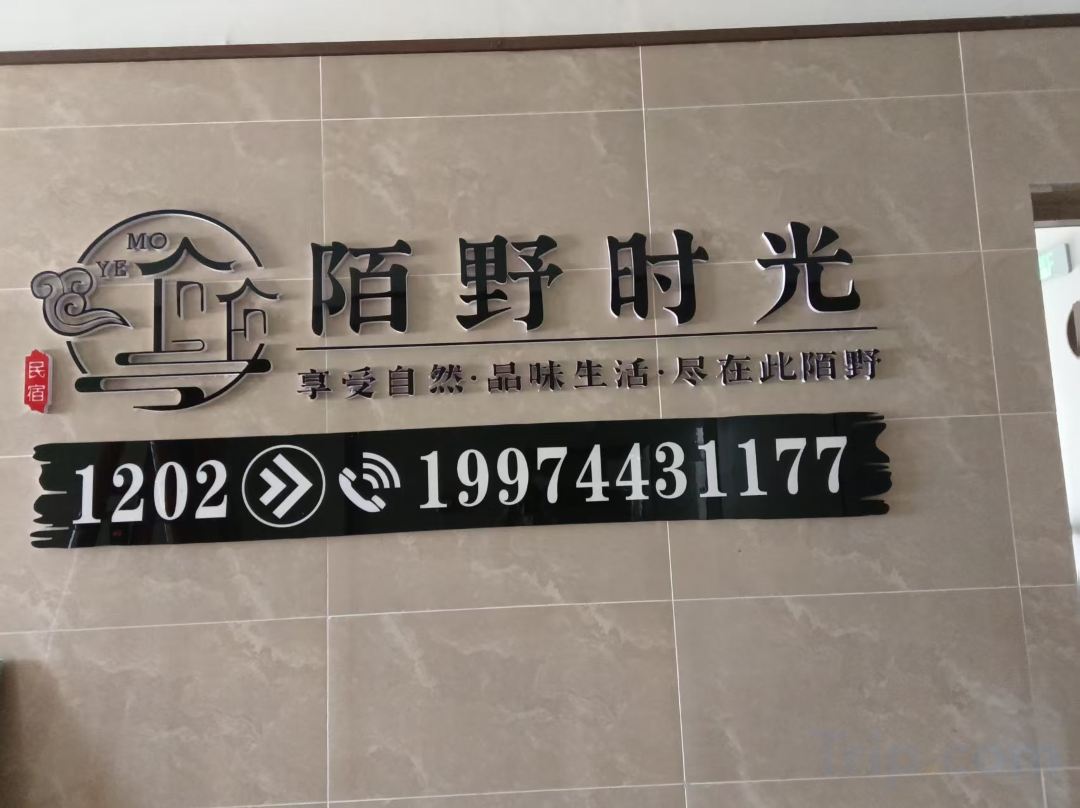 MO
YE
民宿
陌野时光
享受自然·品味生活·尽在此陌野
1202 19974431177
Trip.com